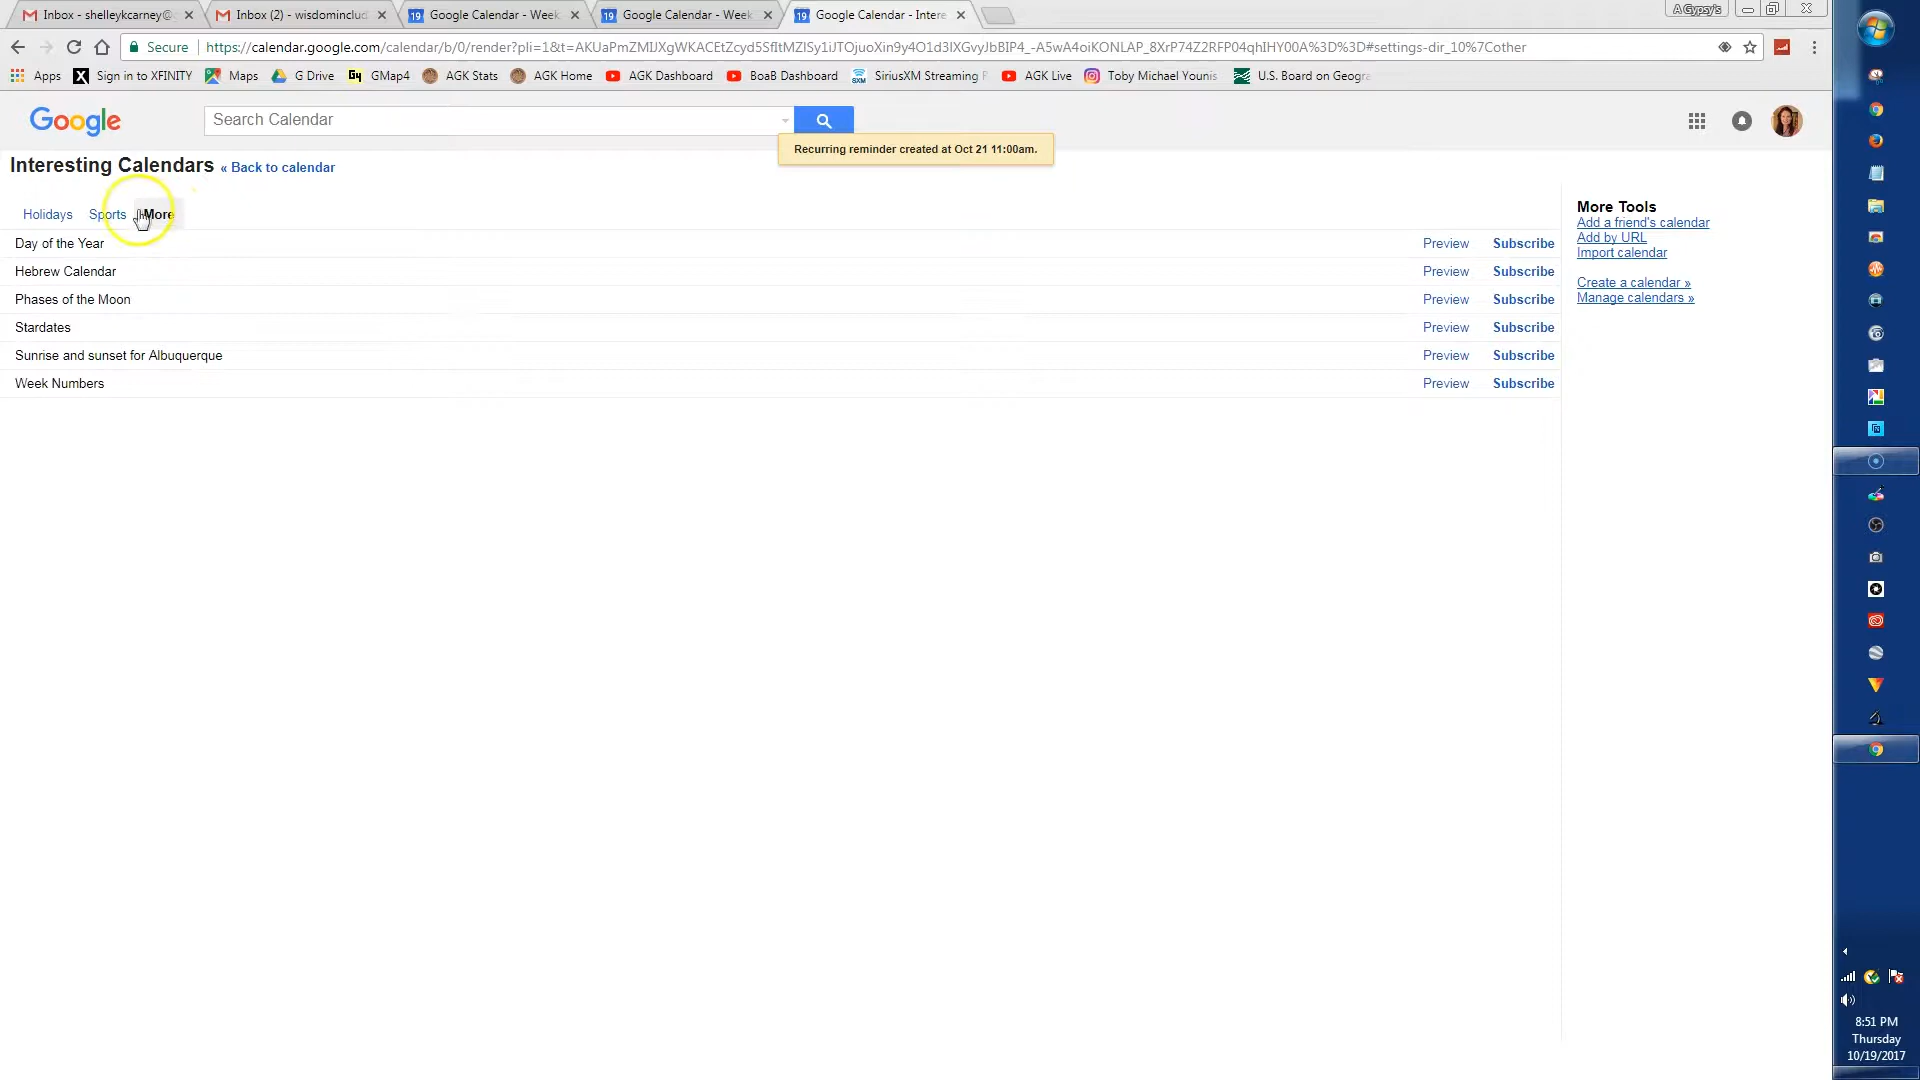 Inbox - shelleykcarney@
Inbox (2) - wisdominclud
Google Calendar - Week
Google Calendar - Week
Google Calendar - Intere
A Gypsy's
Secure
https://calendar.google.com/calendar/b/0/render?pli=1&t=AKUaPmZMIJXgWKACEtZcyd5SfItMZlSy1iJTOjuoXin9y4O1d3IXGvyJbBIP4_-A5wA4oiKONLAP_8XrP74Z2RFP04qhIHY00A%3D%3D#settings-dir_10%7Cother
Apps
Sign in to XFINITY
Maps
G Drive
GMap4
AGK Stats
AGK Home
AGK Dashboard
BoaB Dashboard
SiriusXM Streaming
AGK Live
Toby Michael Younis
U.S. Board on Geogra
Google
Search Calendar
Recurring reminder created at Oct 21 11:00am.
Interesting Calendars « Back to calendar
Holidays Sports More
Day of the Year Preview Subscribe
Hebrew Calendar Preview Subscribe
Phases of the Moon Preview Subscribe
Stardates Preview Subscribe
Sunrise and sunset for Albuquerque Preview Subscribe
Week Numbers Preview Subscribe
More Tools
Add a friend's calendar
Add by URL
Import calendar
Create a calendar »
Manage calendars »
8:51 PM
Thursday
10/19/2017